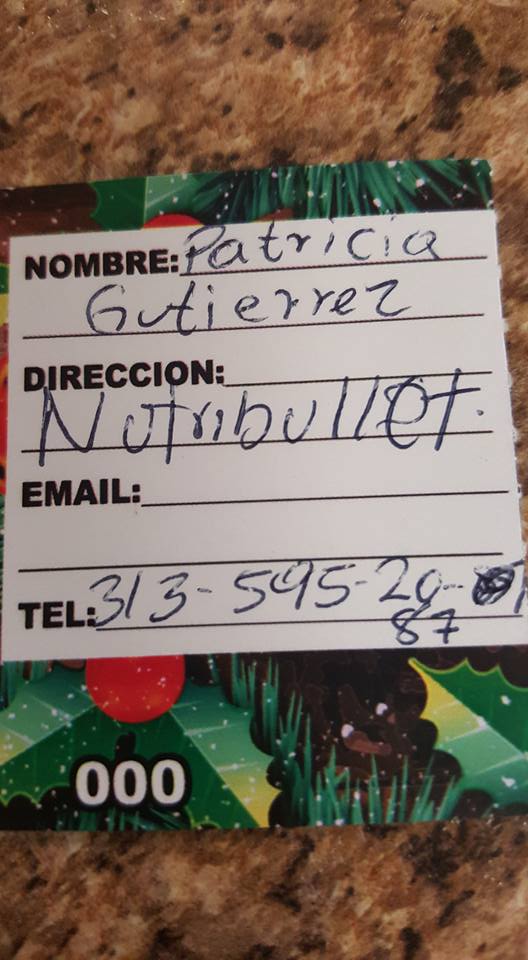 NOMBRE: Patricia
Gutierrez
DIRECCION:
Nutribullet.
EMAIL:
TEL: 313-595-20-
87
000